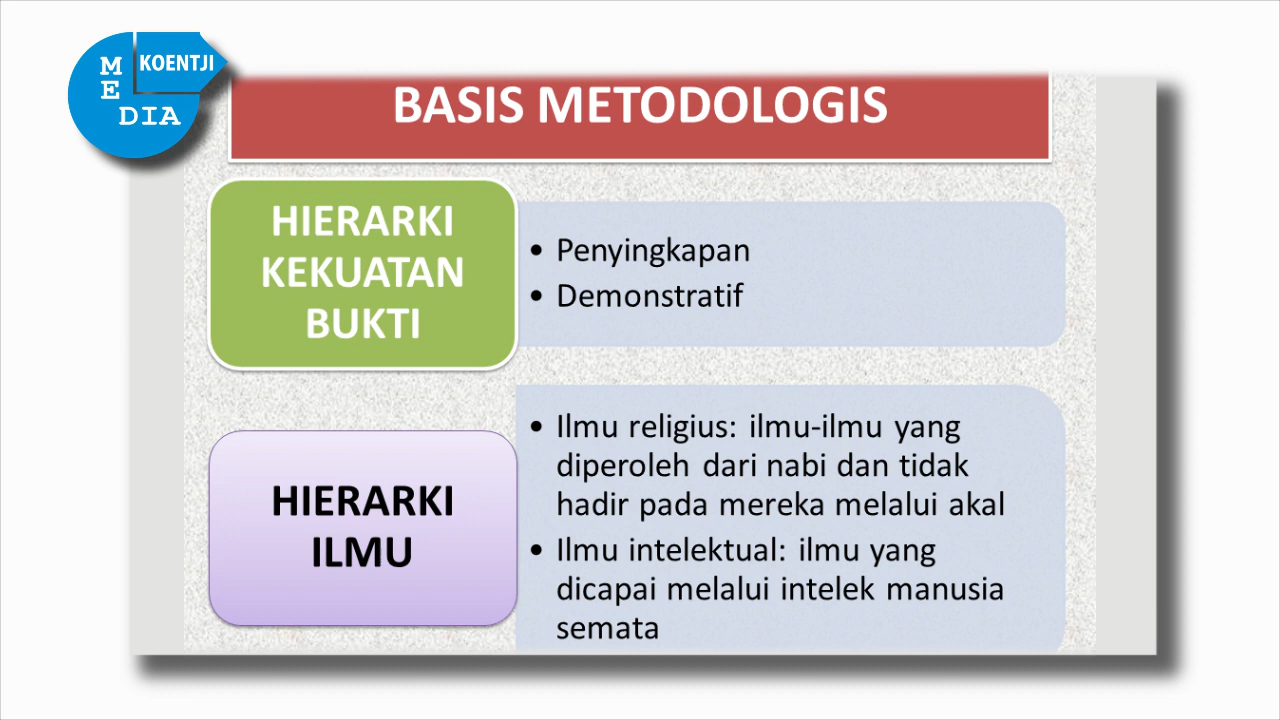 M
E
DIA
KOENTJI
BASIS METODOLOGIS
HIERARKI
KEKUATAN
BUKTI
• Penyingkapan
• Demonstratif
HIERARKI
ILMU
• Ilmu religius: ilmu-ilmu yang
diperoleh dari nabi dan tidak
hadir pada mereka melalui akal
• Ilmu intelektual: ilmu yang
dicapai melalui intelek manusia
semata